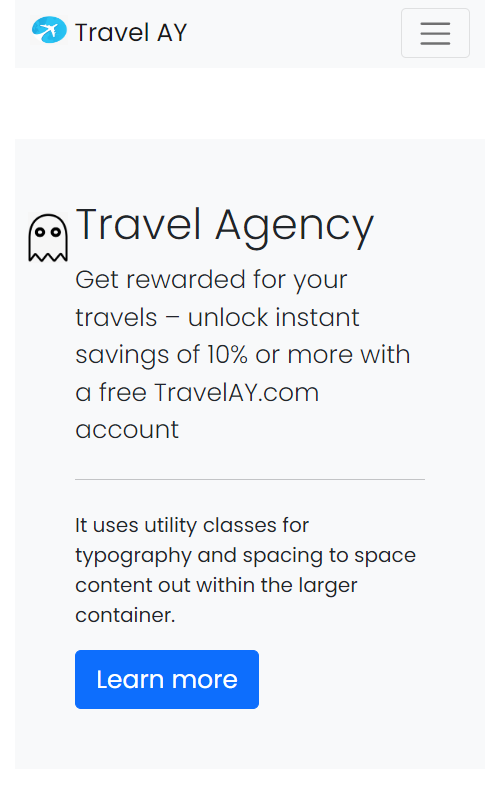 Travel AY
Travel Agency
Get rewarded for your
travels – unlock instant
savings of 10% or more with
a free TravelAY.com
account
It uses utility classes for
typography and spacing to space
content out within the larger
container.
Learn more